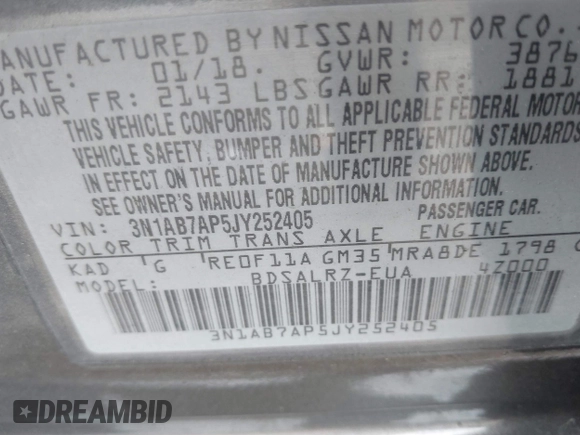 MANUFACTURED BY NISSAN MOTOR CO.
DATE: 01/18. GVWR: 3876
GAWR FR: 2143 LBS GAWR RR: 1881
THIS VEHICLE CONFORMS TO ALL APPLICABLE FEDERAL MOTOR
VEHICLE SAFETY, BUMPER AND THEFT PREVENTION STANDARDS
IN EFFECT ON THE DATE OF MANUFACTURE SHOWN ABOVE.
SEE OWNER'S MANUAL FOR ADDITIONAL INFORMATION.
VIN: 3N1AB7AP5JY252405 PASSENGER CAR.
COLOR TRIM TRANS AXLE ENGINE
KAD G RE0F11A GM35 MRA8DE 1798
BDSALRZ-EUA 4Z000
3N1AB7AP5JY252405
DREAMBID